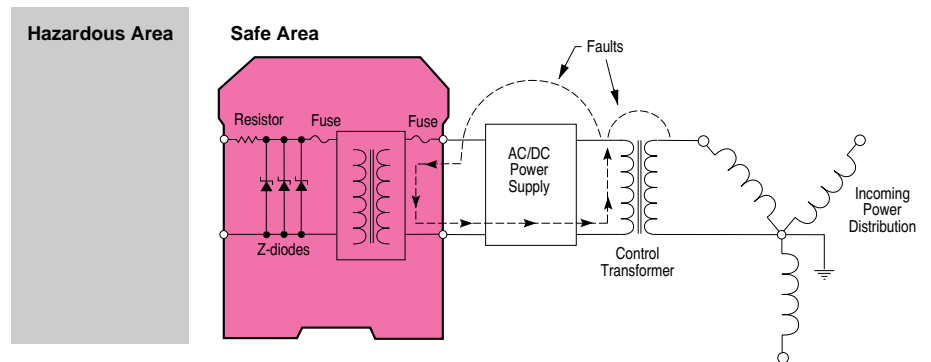 Hazardous Area
Safe Area
Faults
Resistor
Fuse
Fuse
AC/DC
Power
Supply
Incoming
Power
Distribution
Z-diodes
Control
Transformer